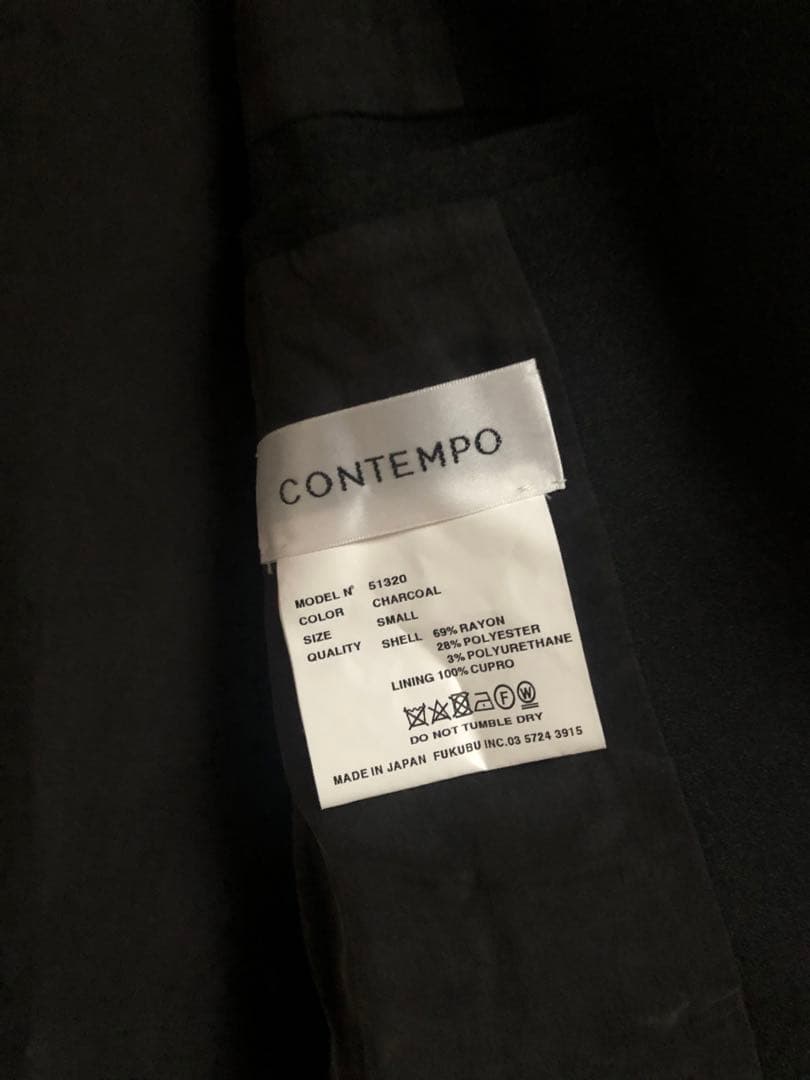 CONTEMPO
MODEL Nº 51320
COLOR CHARCOAL
SIZE SMALL
QUALITY SHELL 69% RAYON
28% POLYESTER
3% POLYURETHANE
LINING 100% CUPRO
F W
DO NOT TUMBLE DRY
MADE IN JAPAN FUKUBU INC.03 5724 3915